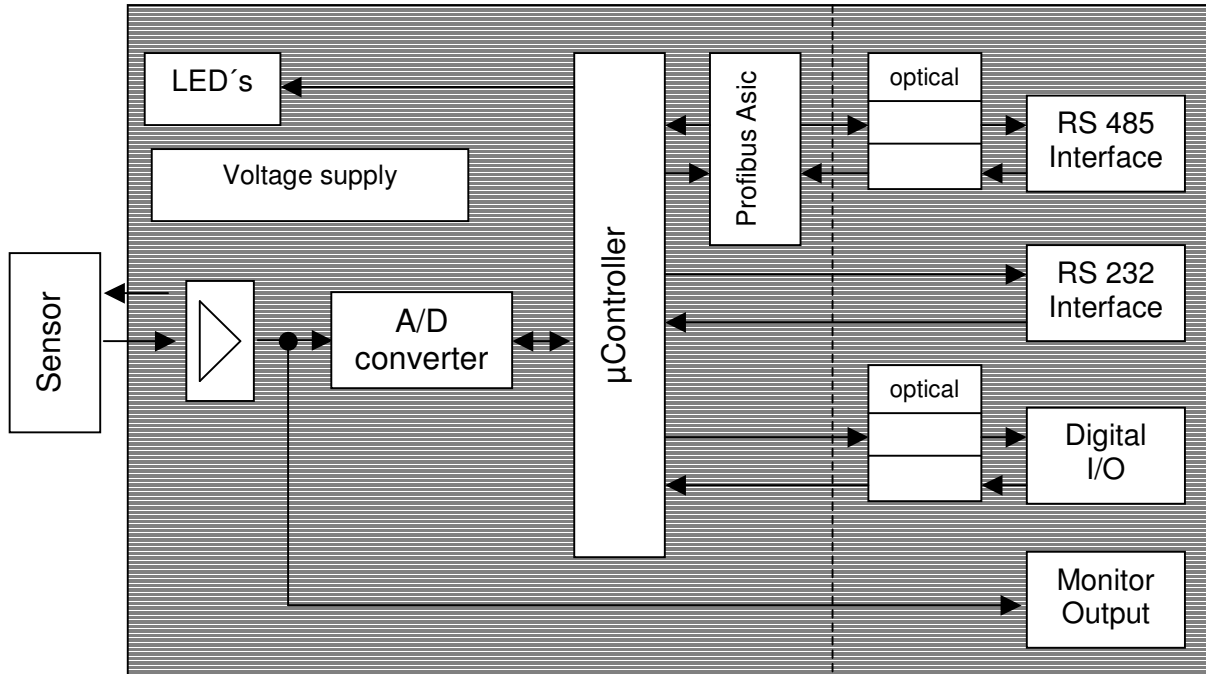 LED´s
Voltage supply
Sensor
A/D
converter
µController
Profibus Asic
optical
RS 485
Interface
RS 232
Interface
optical
Digital
I/O
Monitor
Output